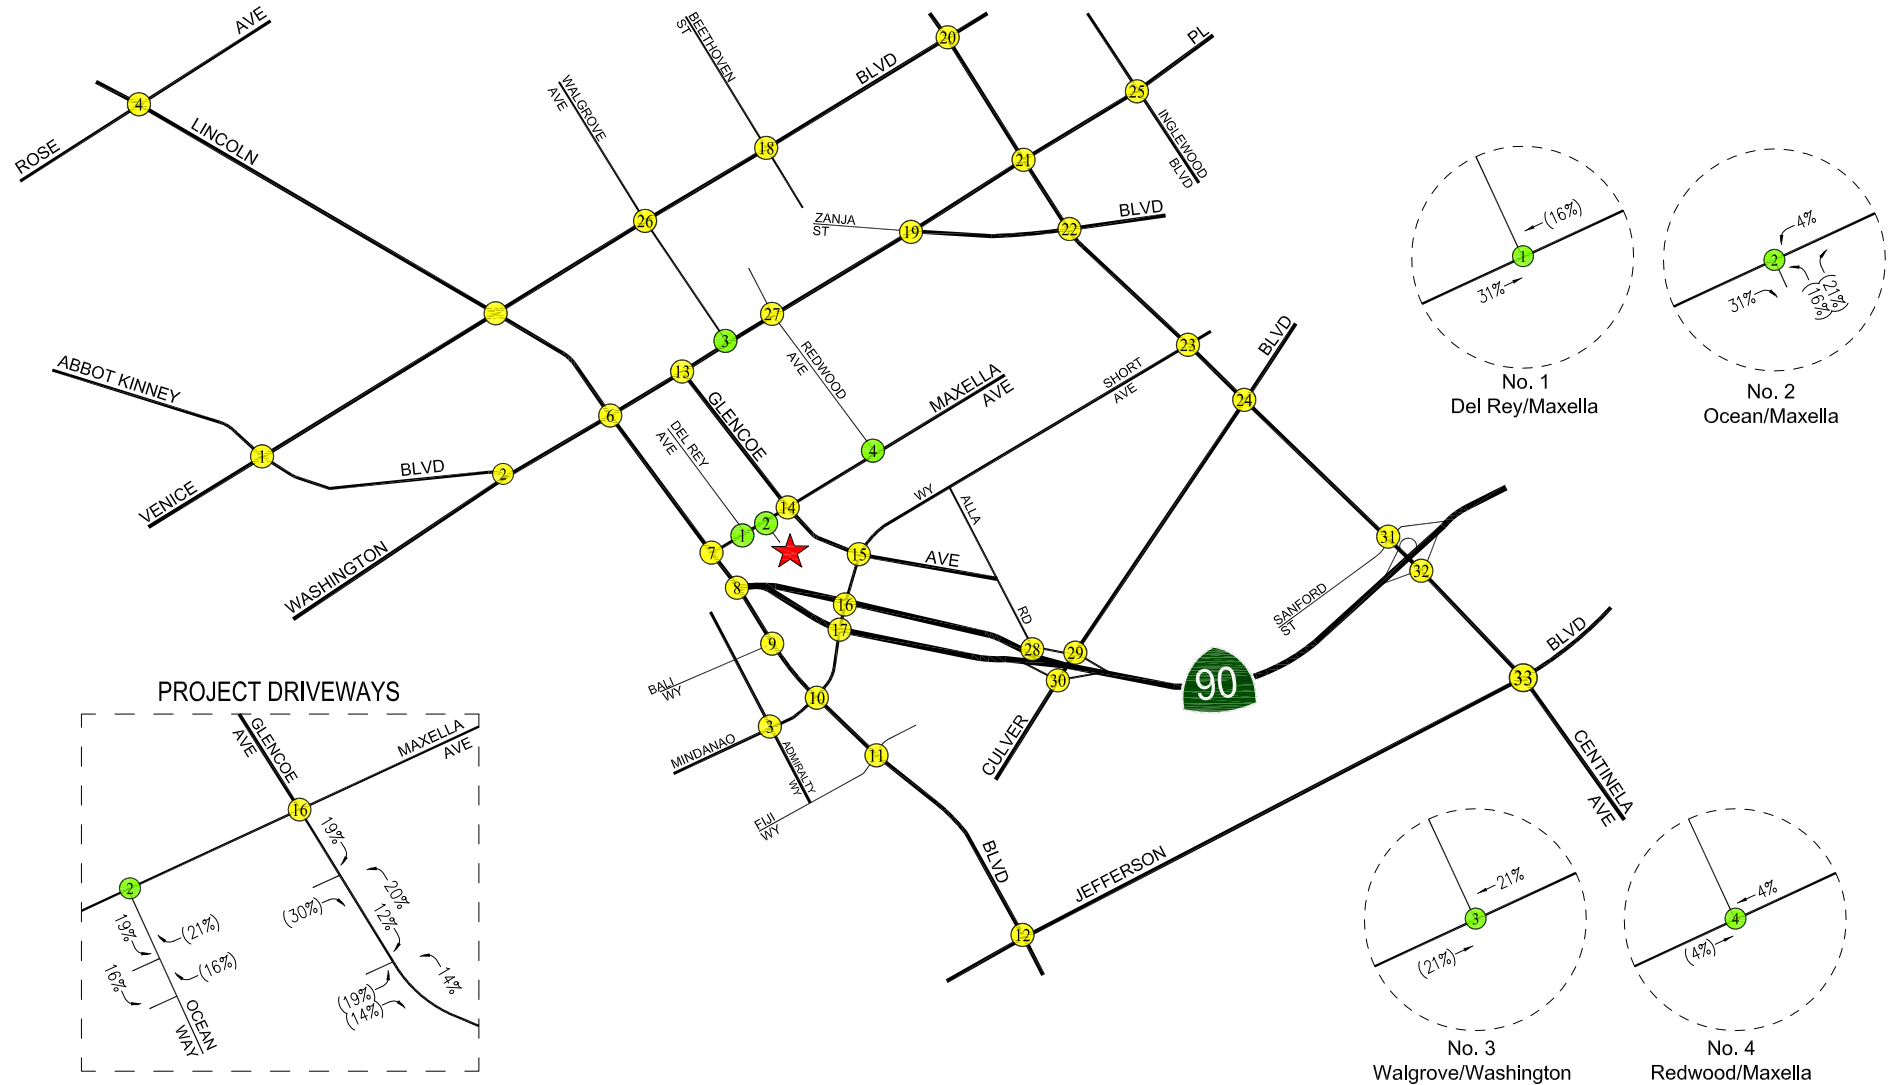 AVE
ROSE
4
LINCOLN
BEETHOVEN
ST
WALGROVE
AVE
BLVD
20
PL
25
INGLEWOOD
BLVD
18
21
26
ZANJA
ST
19
22
BLVD
27
3
REDWOOD
AVE
13
ABBOT KINNEY
6
GLENCOE
MAXELLA
AVE
SHORT
AVE
23
BLVD
24
DEL REY
AVE
4
1
BLVD
2
VENICE
14
WY
ALLA
2
1
7
15
AVE
31
32
WASHINGTON
8
16
17
RD
SANFORD
ST
9
28
29
30
BLVD
33
90
BALI
WY
10
3
MINDANAO
ADMIRALTY
WY
11
CULVER
FIJI
WY
CENTINELA
AVE
BLVD
JEFFERSON
12
(16%)
1
31%
No. 1
Del Rey/Maxella
4%
2
31%
(21%)
(16%)
No. 2
Ocean/Maxella
21%
3
(21%)
No. 3
Walgrove/Washington
4%
4
(4%)
No. 4
Redwood/Maxella
PROJECT DRIVEWAYS
GLENCOE
AVE
MAXELLA
AVE
16
19%
2
20%
12%
(30%)
19%
(21%)
(16%)
16%
14%
(19%)
(14%)
OCEAN
WAY